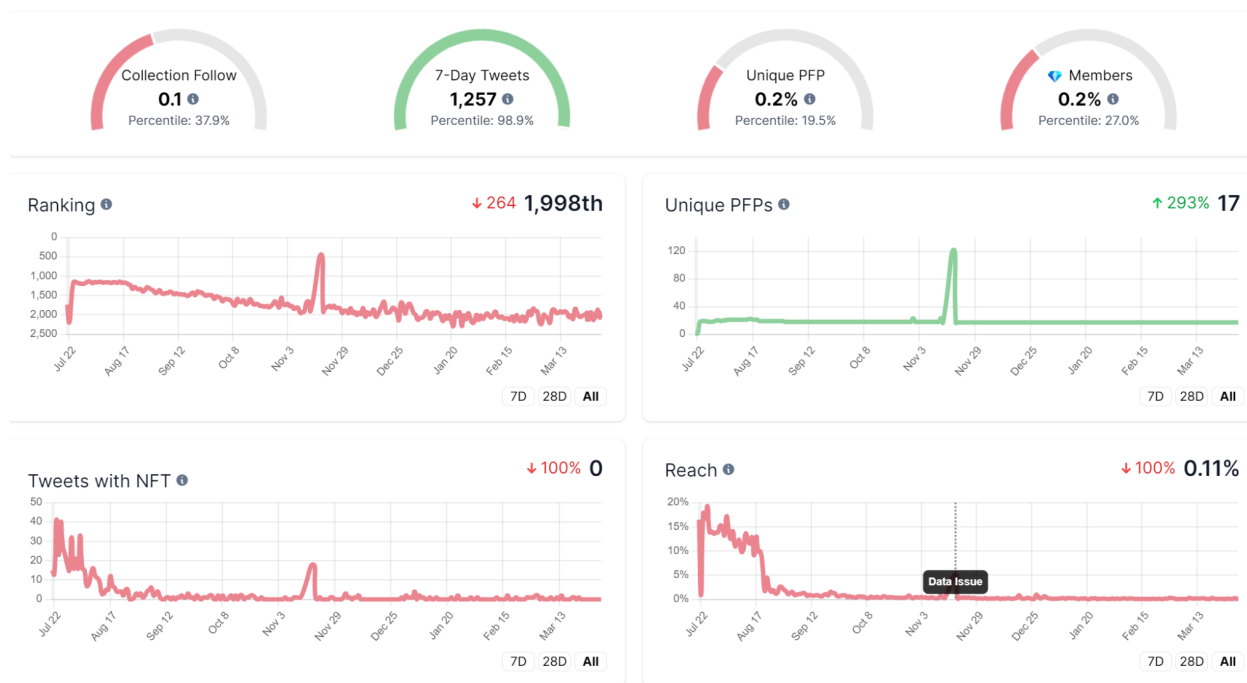 Collection Follow
0.1
Percentile: 37.9%
7-Day Tweets
1,257
Percentile: 98.9%
Unique PFP
0.2%
Percentile: 19.5%
💎 Members
0.2%
Percentile: 27.0%
Ranking
↓ 264 1,998th
0
500
1,000
1,500
2,000
2,500
Jul 22
Aug 17
Sep 12
Oct 8
Nov 3
Nov 29
Dec 25
Jan 20
Feb 15
Mar 13
7D 28D All
Unique PFPs
↑ 293% 17
120
80
40
0
Jul 22
Aug 17
Sep 12
Oct 8
Nov 3
Nov 29
Dec 25
Jan 20
Feb 15
Mar 13
7D 28D All
Tweets with NFT
↓ 100% 0
50
40
30
20
10
0
Jul 22
Aug 17
Sep 12
Oct 8
Nov 3
Nov 29
Dec 25
Jan 20
Feb 15
Mar 13
7D 28D All
Reach
↓ 100% 0.11%
20%
15%
10%
5%
0%
Data Issue
Jul 22
Aug 17
Sep 12
Oct 8
Nov 3
Nov 29
Dec 25
Jan 20
Feb 15
Mar 13
7D 28D All